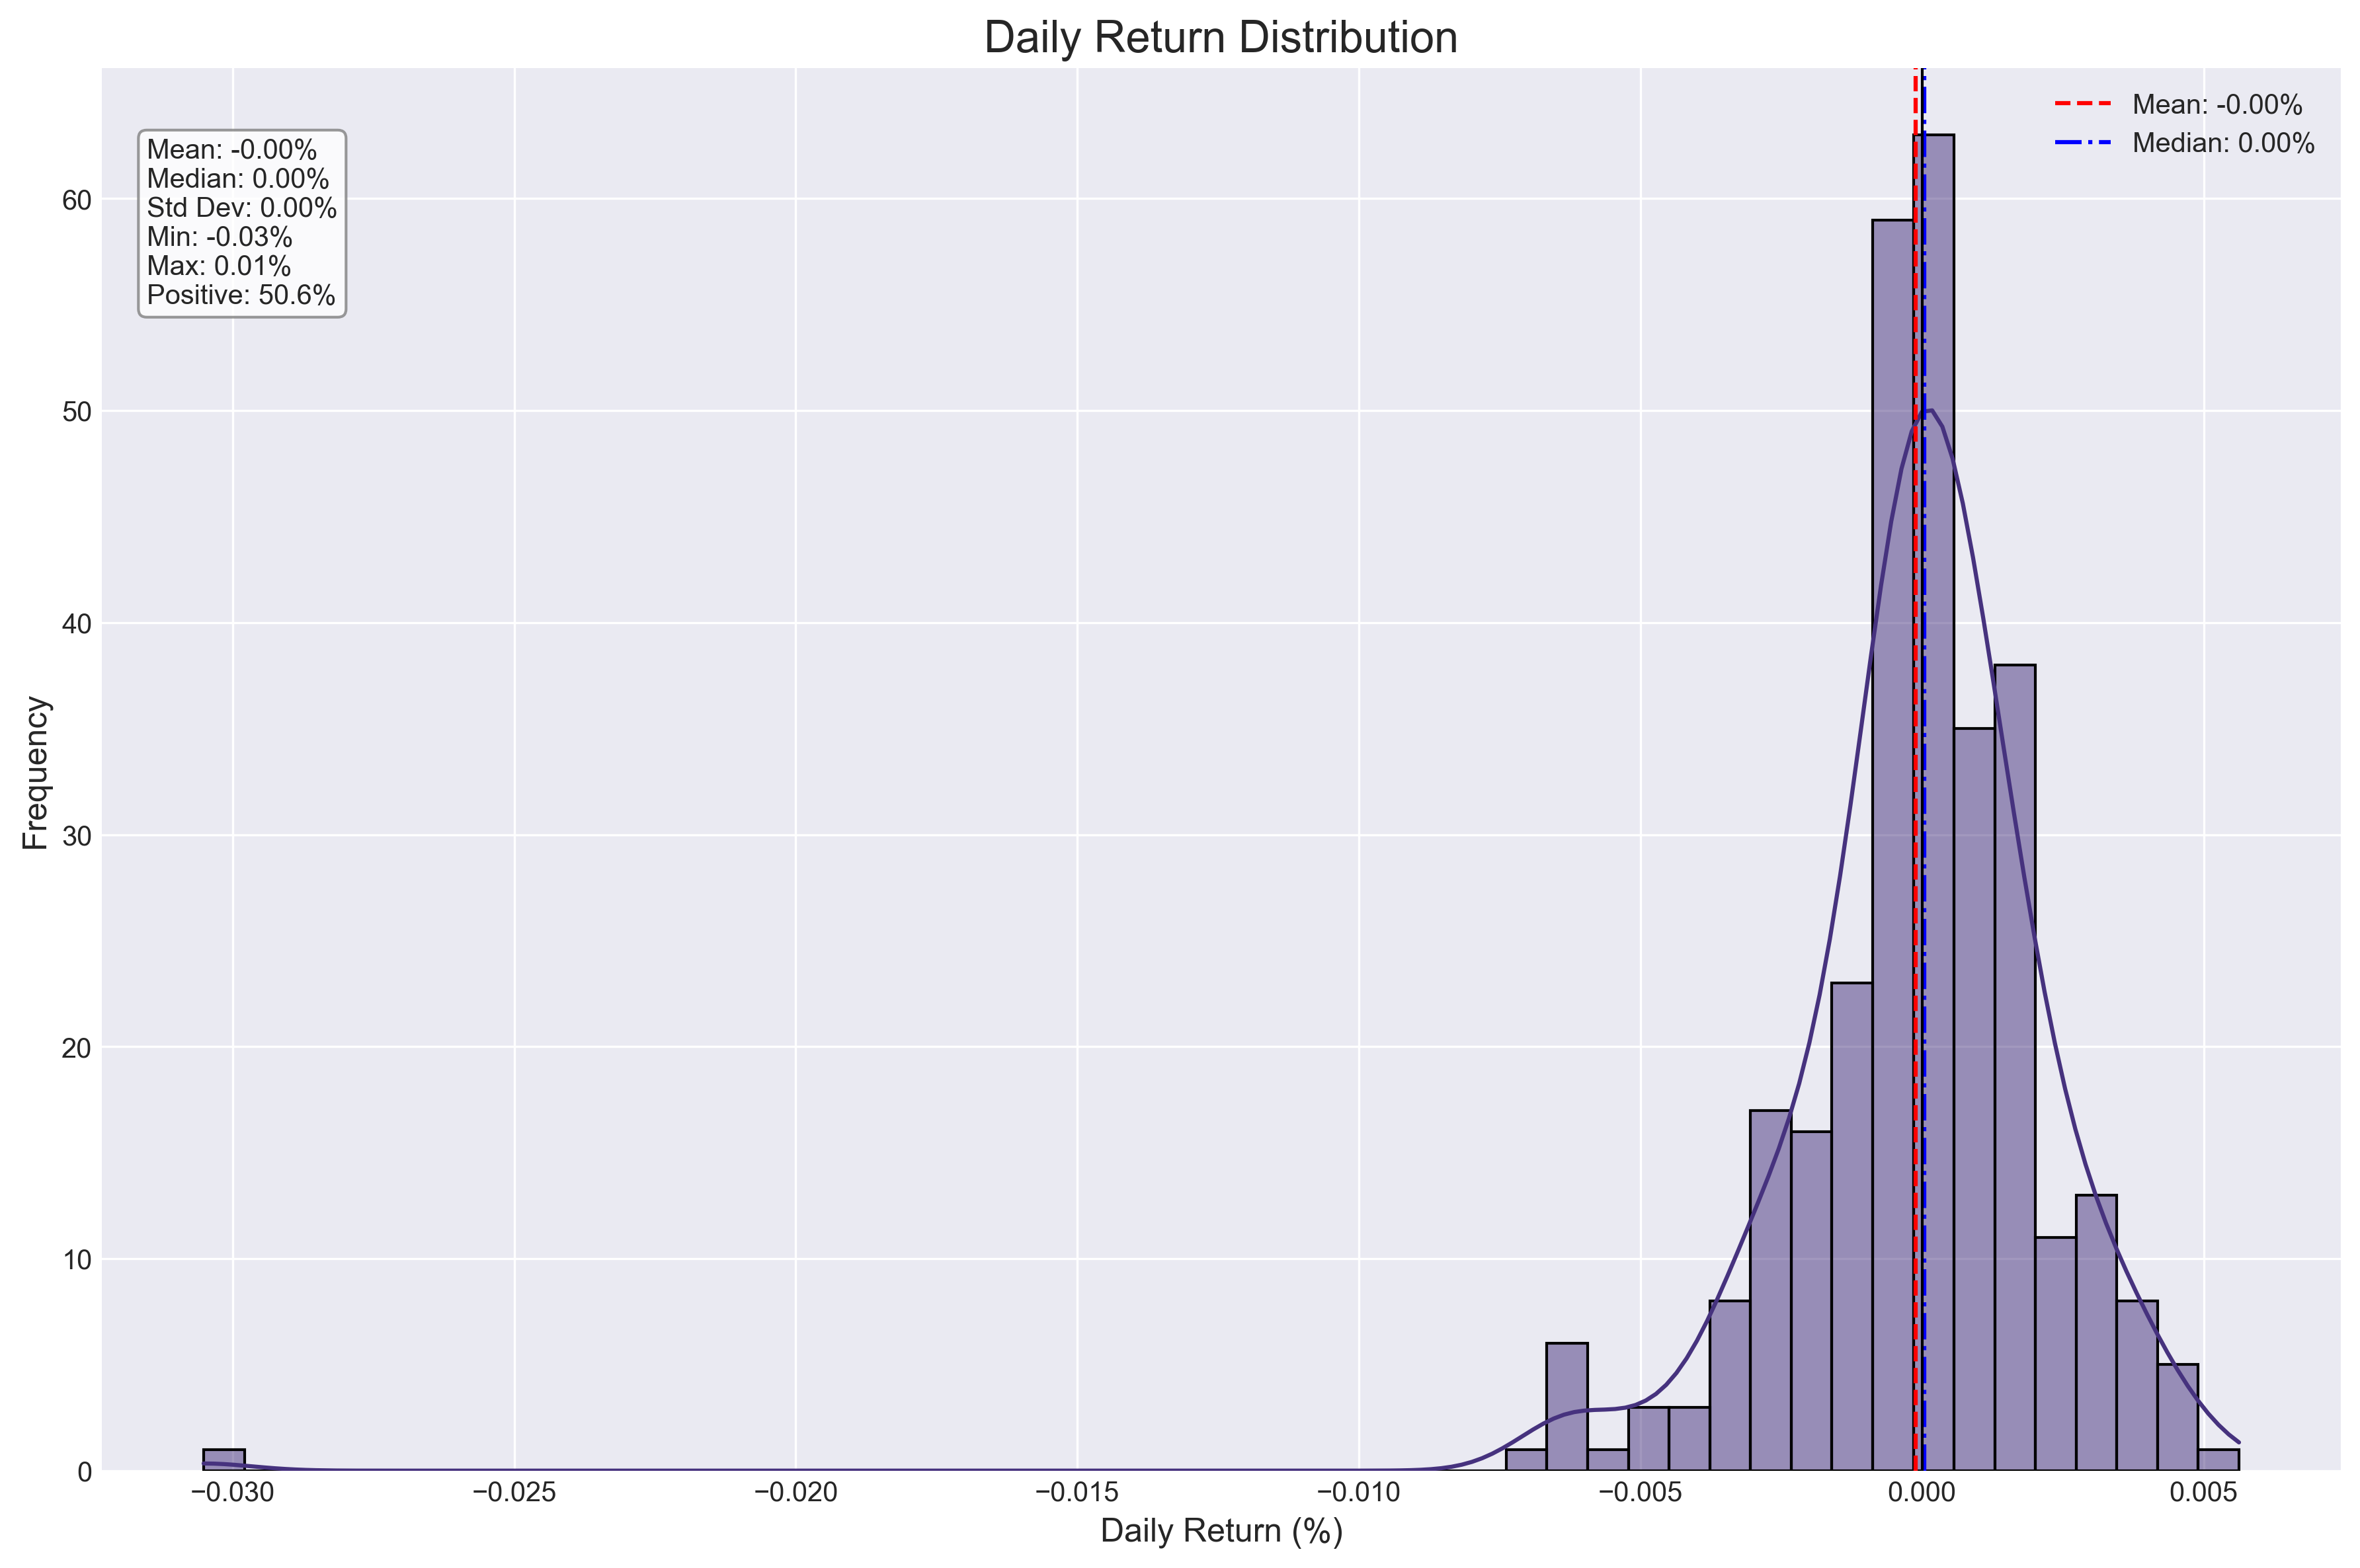 Daily Return Distribution
Mean: -0.00%
Median: 0.00%
Std Dev: 0.00%
Min: -0.03%
Max: 0.01%
Positive: 50.6%
Mean: -0.00%
Median: 0.00%
Frequency
60
50
40
30
20
10
0
−0.030 −0.025 −0.020 −0.015 −0.010 −0.005 0.000 0.005
Daily Return (%)